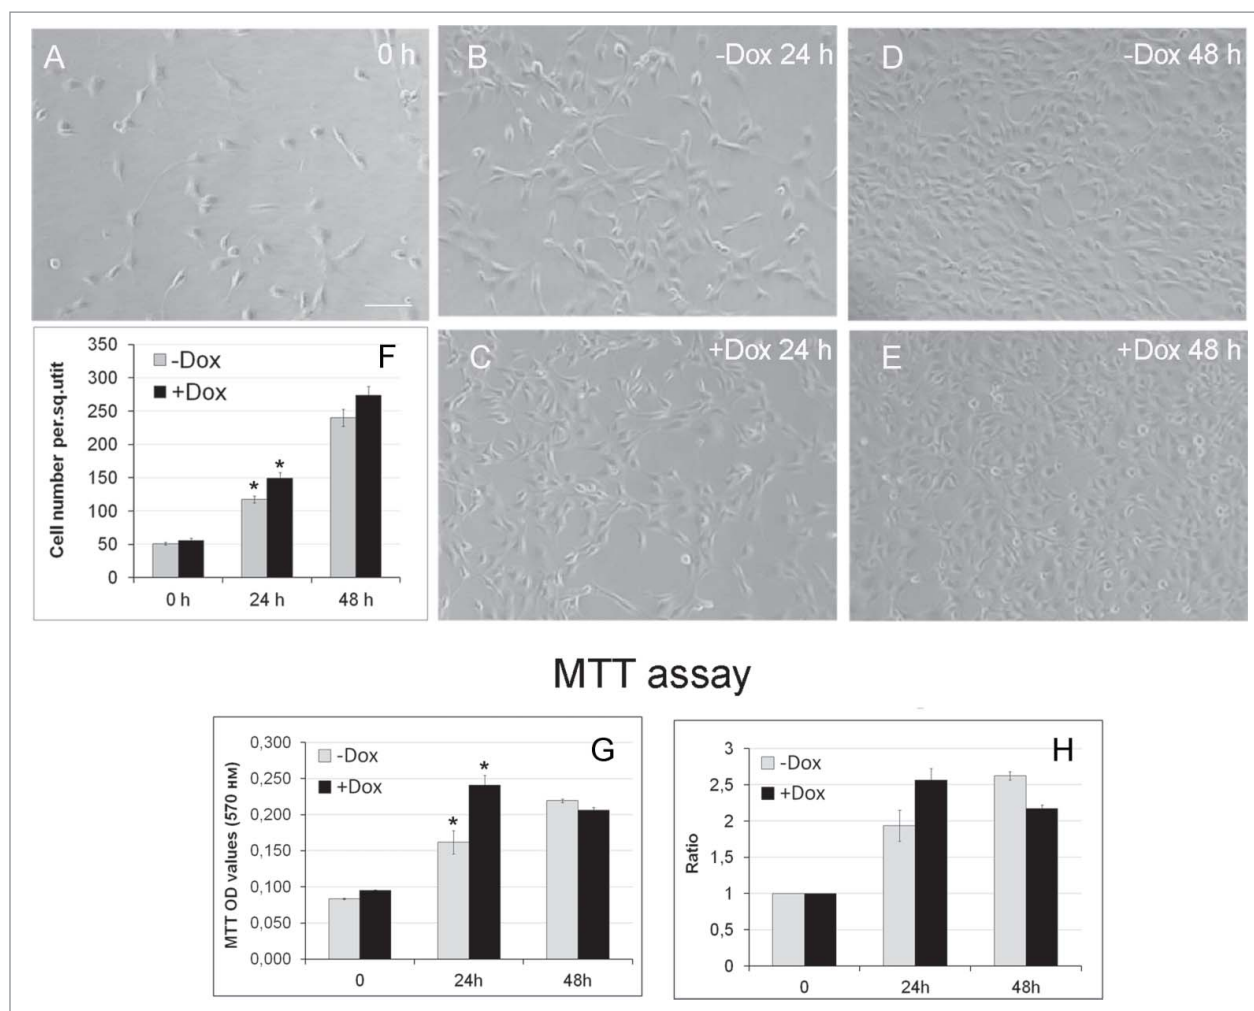 A
0 h
B
-Dox 24 h
D
-Dox 48 h
C
+Dox 24 h
E
+Dox 48 h
F
-Dox
+Dox
Cell number per.sq.utit
350
300
250
200
150
100
50
0
*
*
0 h
24 h
48 h
MTT assay
G
-Dox
+Dox
MTT OD values (570 нм)
0,300
0,250
0,200
0,150
0,100
0,050
0,000
*
*
0
24h
48h
H
-Dox
+Dox
Ratio
3
2,5
2
1,5
1
0,5
0
0
24h
48h